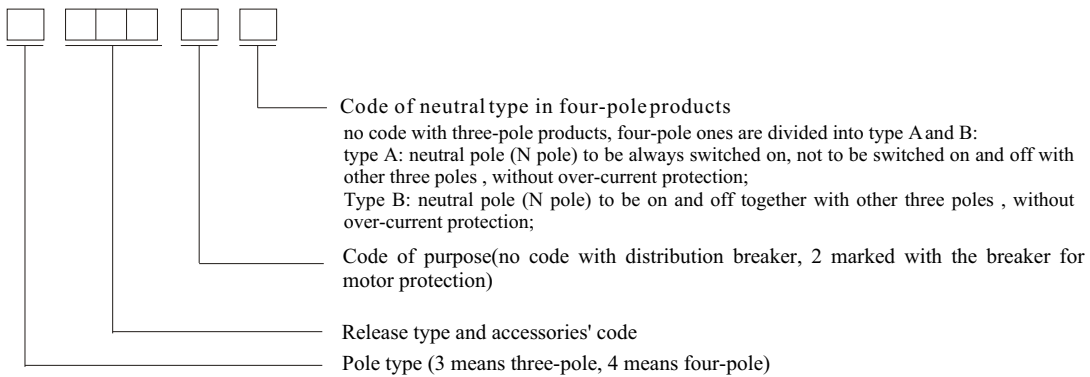 Code of neutral type in four-pole products
no code with three-pole products, four-pole ones are divided into type A and B:
type A: neutral pole (N pole) to be always switched on, not to be switched on and off with
other three poles , without over-current protection;
Type B: neutral pole (N pole) to be on and off together with other three poles , without
over-current protection;
Code of purpose(no code with distribution breaker, 2 marked with the breaker for
motor protection)
Release type and accessories' code
Pole type (3 means three-pole, 4 means four-pole)